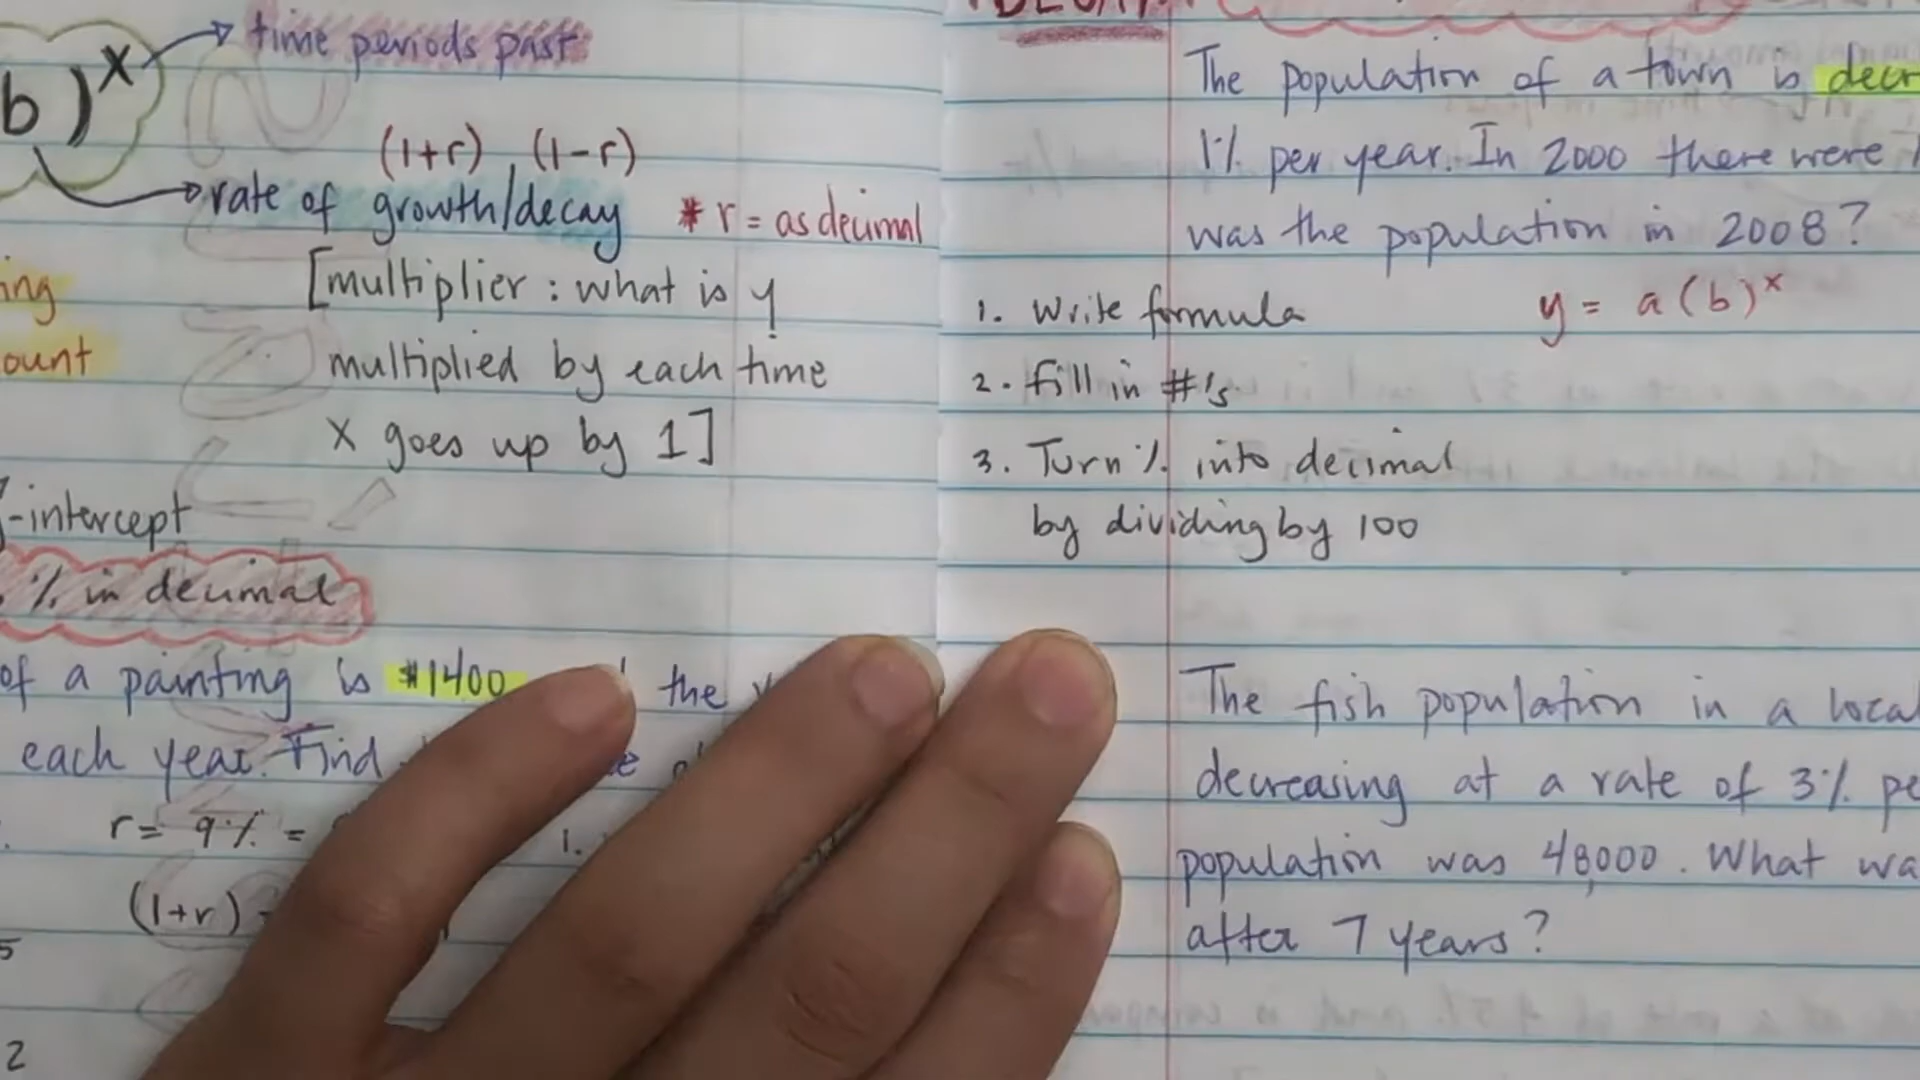 b)^x
time periods past
(1+r), (1-r)
rate of growth/decay * r = as decimal
[multiplier: what is y
multiplied by each time
x goes up by 1]
-intercept
% in decimal
of a painting is $1400 the
each year. Find
r = 9% =
1.
(1+r)
5
2
DECAY:
The population of a town is decr
1% per year. In 2000 there were
was the population in 2008?
1. Write formula y = a(b)^x
2. fill in #'s
3. Turn % into decimal
by dividing by 100
The fish population in a local
decreasing at a rate of 3% pe
population was 48,000. What wa
after 7 years?